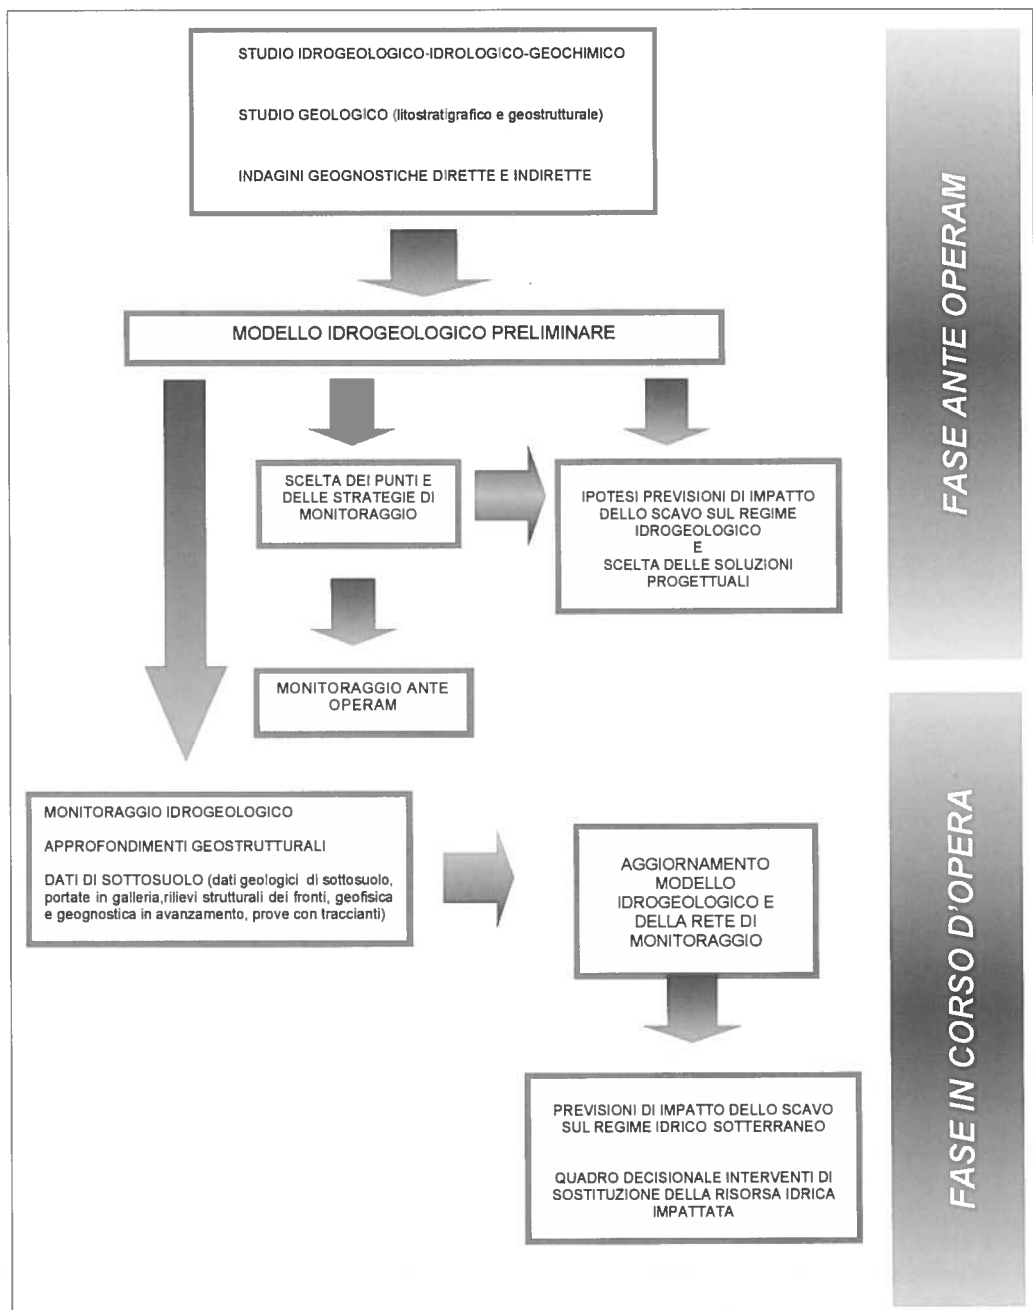 STUDIO IDROGEOLOGICO-IDROLOGICO-GEOCHIMICO
STUDIO GEOLOGICO (litostratigrafico e geostrutturale)
INDAGINI GEOGNOSTICHE DIRETTE E INDIRETTE
MODELLO IDROGEOLOGICO PRELIMINARE
SCELTA DEI PUNTI E
DELLE STRATEGIE DI
MONITORAGGIO
IPOTESI PREVISIONI DI IMPATTO
DELLO SCAVO SUL REGIME
IDROGEOLOGICO
E
SCELTA DELLE SOLUZIONI
PROGETTUALI
MONITORAGGIO ANTE
OPERAM
FASE ANTE OPERAM
MONITORAGGIO IDROGEOLOGICO
APPROFONDIMENTI GEOSTRUTTURALI
DATI DI SOTTOSUOLO (dati geologici di sottosuolo,
portate in galleria,rilievi strutturali dei fronti, geofisica
e geognostica in avanzamento, prove con traccianti)
AGGIORNAMENTO
MODELLO
IDROGEOLOGICO E
DELLA RETE DI
MONITORAGGIO
PREVISIONI DI IMPATTO DELLO SCAVO
SUL REGIME IDRICO SOTTERRANEO
QUADRO DECISIONALE INTERVENTI DI
SOSTITUZIONE DELLA RISORSA IDRICA
IMPATTATA
FASE IN CORSO D'OPERA